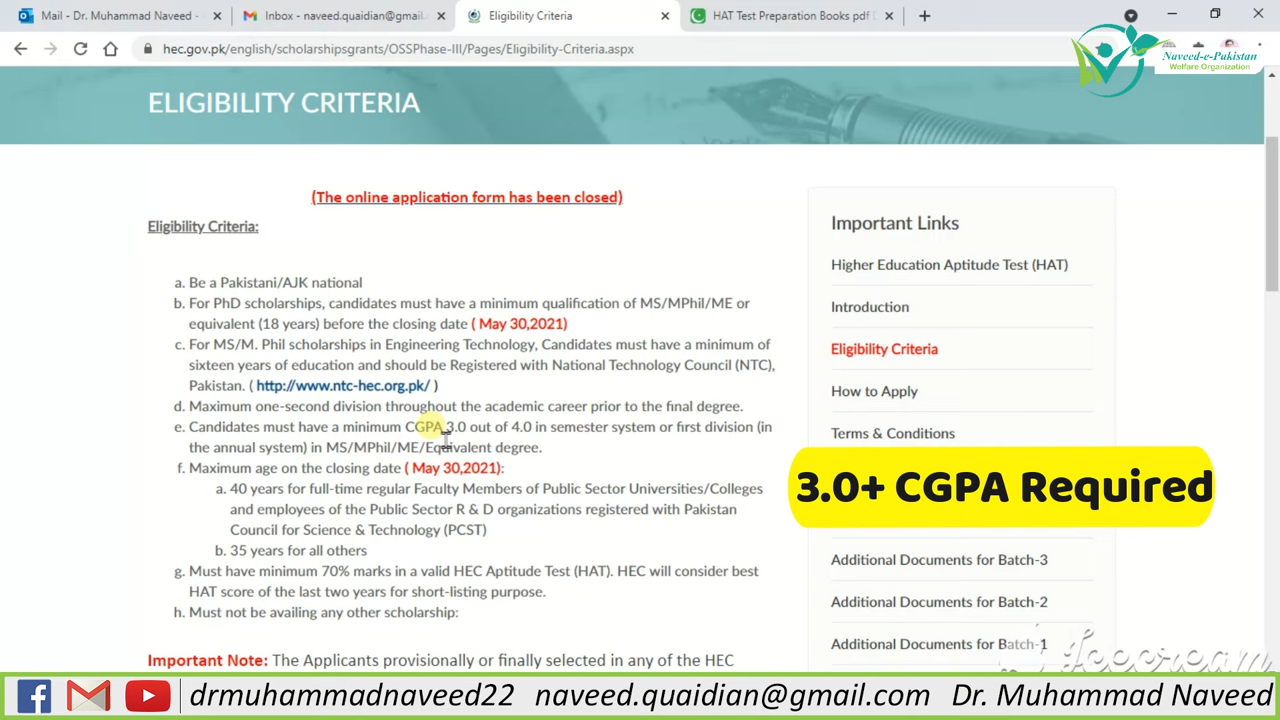 Mail - Dr. Muhammad Naveed -
Inbox - naveed.quaidian@gmail.
Eligibility Criteria
HAT Test Preparation Books pdf
hec.gov.pk/english/scholarshipsgrants/OSSPhase-III/Pages/Eligibility-Criteria.aspx
Naveed-e-Pakistan
Welfare Organization
ELIGIBILITY CRITERIA
(The online application form has been closed)
Eligibility Criteria:
a. Be a Pakistani/AJK national
b. For PhD scholarships, candidates must have a minimum qualification of MS/MPhil/ME or
equivalent (18 years) before the closing date ( May 30,2021)
c. For MS/M. Phil scholarships in Engineering Technology, Candidates must have a minimum of
sixteen years of education and should be Registered with National Technology Council (NTC),
Pakistan. ( http://www.ntc-hec.org.pk/ )
d. Maximum one-second division throughout the academic career prior to the final degree.
e. Candidates must have a minimum CGPA 3.0 out of 4.0 in semester system or first division (in
the annual system) in MS/MPhil/ME/Equivalent degree.
f. Maximum age on the closing date ( May 30,2021):
a. 40 years for full-time regular Faculty Members of Public Sector Universities/Colleges
and employees of the Public Sector R & D organizations registered with Pakistan
Council for Science & Technology (PCST)
b. 35 years for all others
g. Must have minimum 70% marks in a valid HEC Aptitude Test (HAT). HEC will consider best
HAT score of the last two years for short-listing purpose.
h. Must not be availing any other scholarship:
Important Note: The Applicants provisionally or finally selected in any of the HEC
Important Links
Higher Education Aptitude Test (HAT)
Introduction
Eligibility Criteria
How to Apply
Terms & Conditions
3.0+ CGPA Required
Additional Documents for Batch-3
Additional Documents for Batch-2
Additional Documents for Batch-1
Icecream
drmuhammadnaveed22 naveed.quaidian@gmail.com Dr. Muhammad Naveed